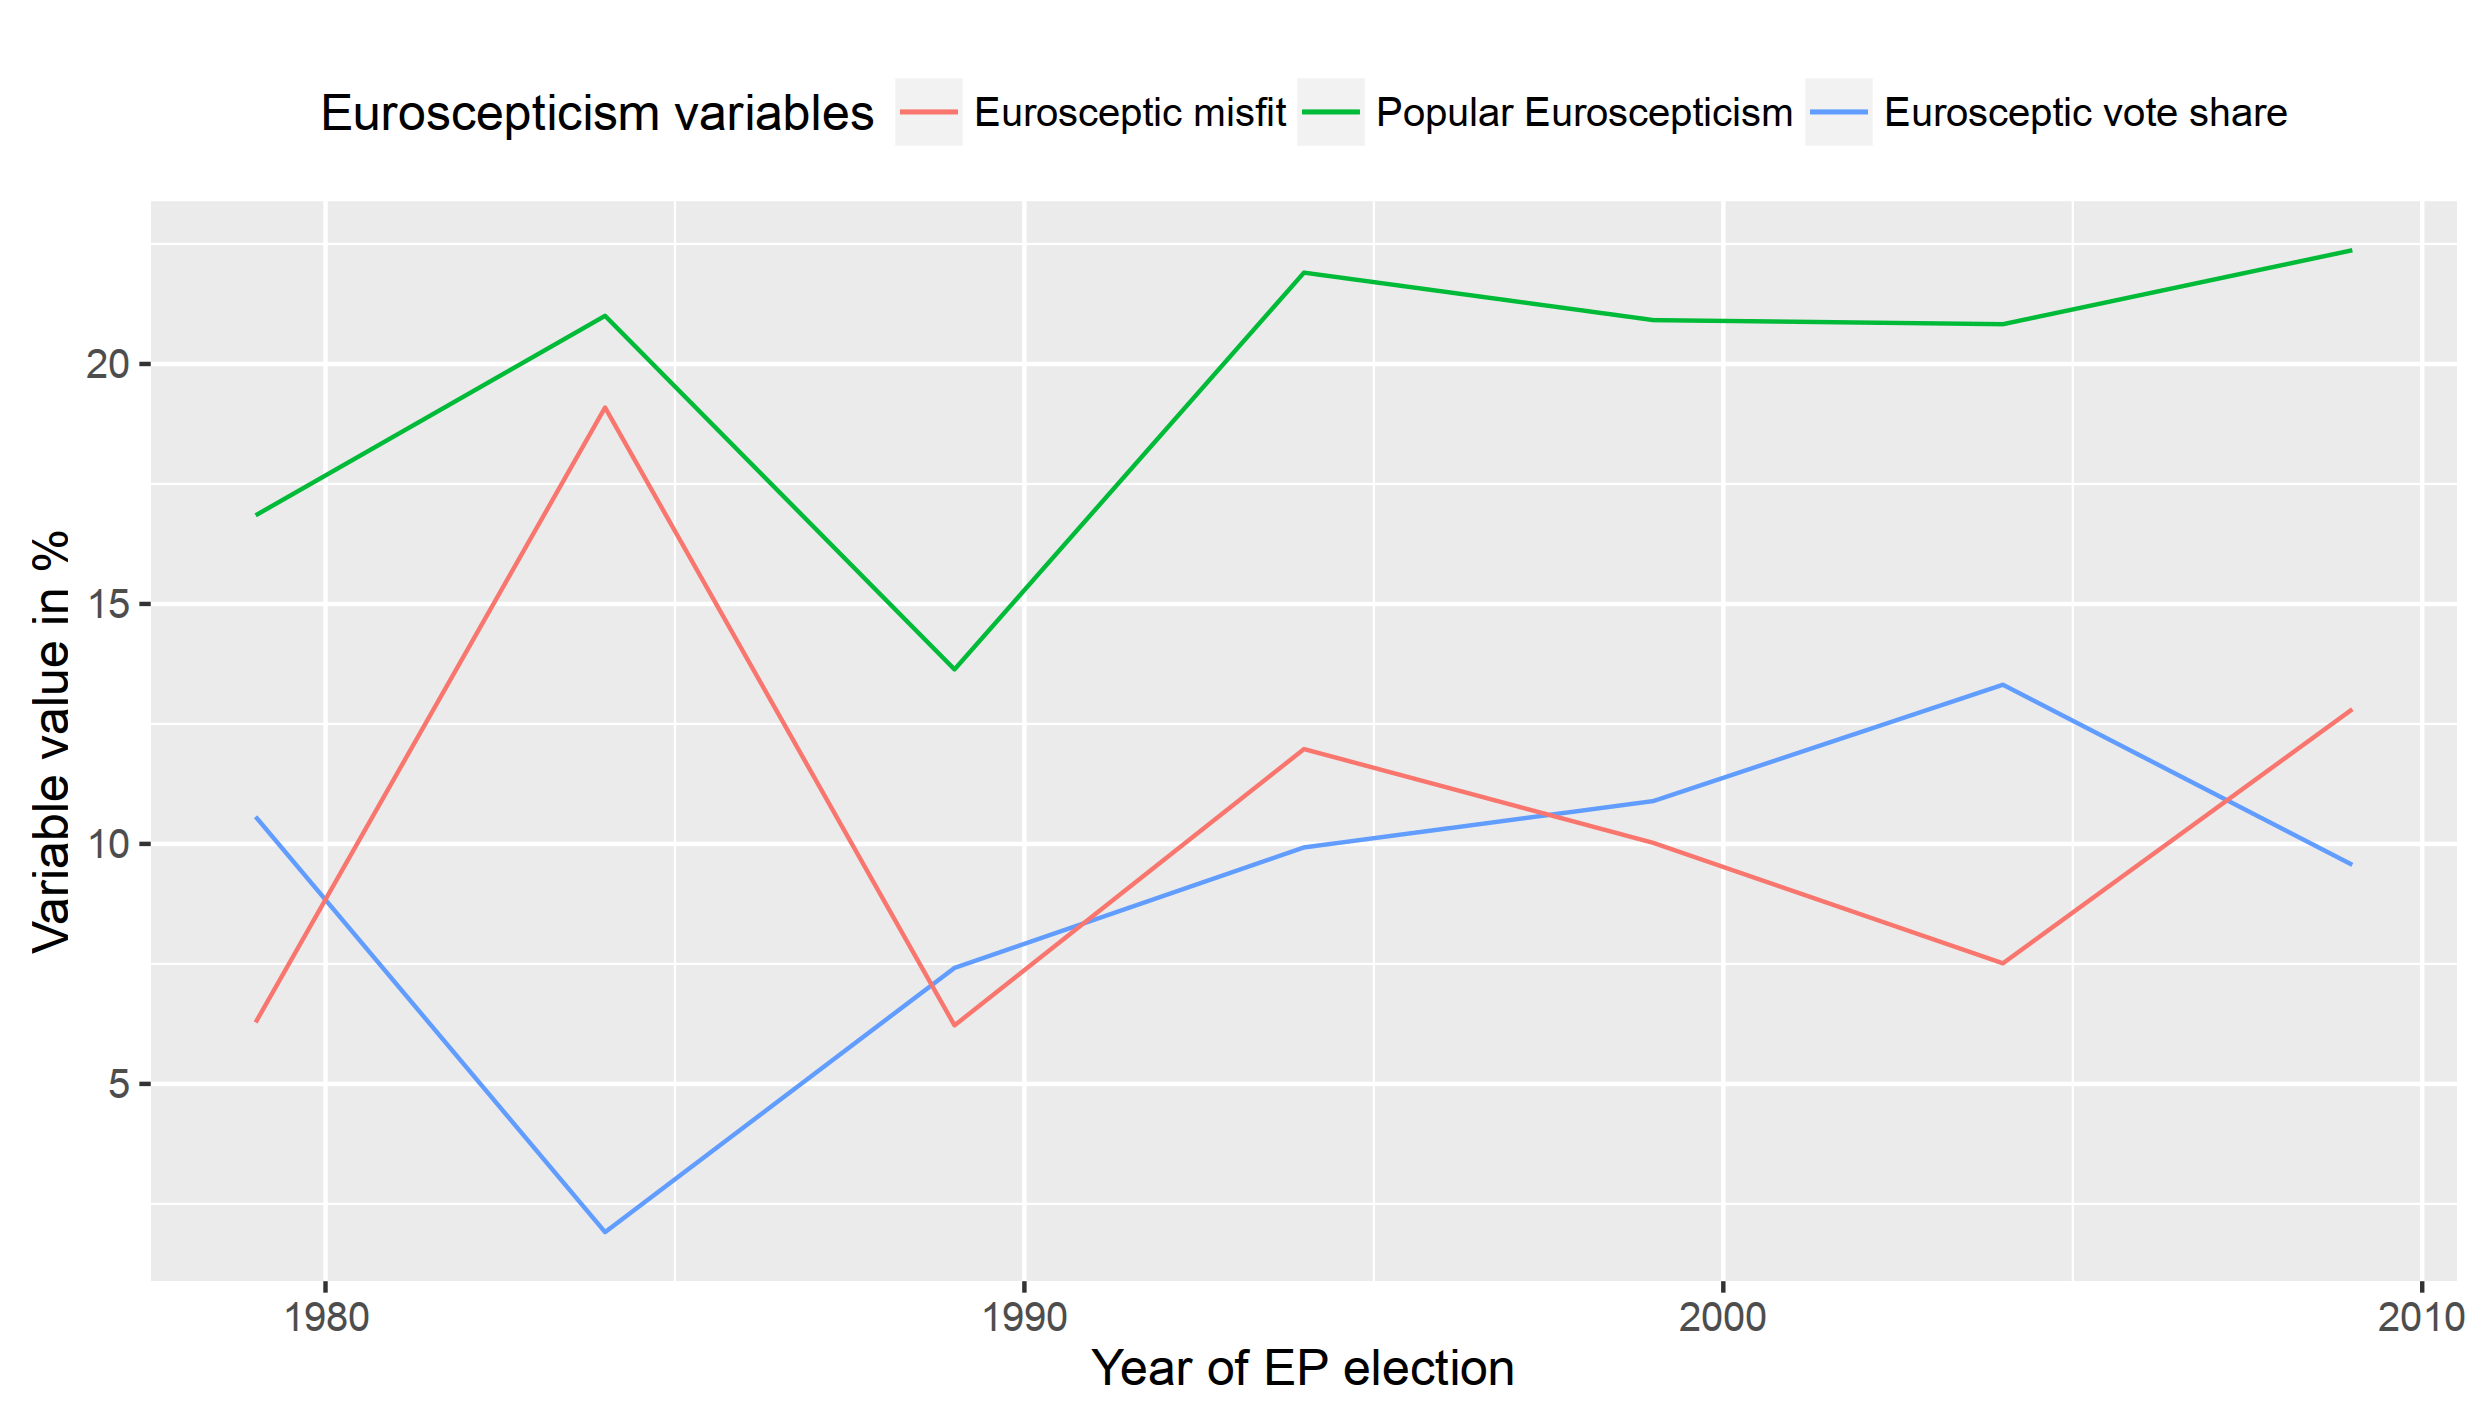 Euroscepticism variables Eurosceptic misfit Popular Euroscepticism Eurosceptic vote share
20
15
10
5
Variable value in %
1980 1990 2000 2010
Year of EP election